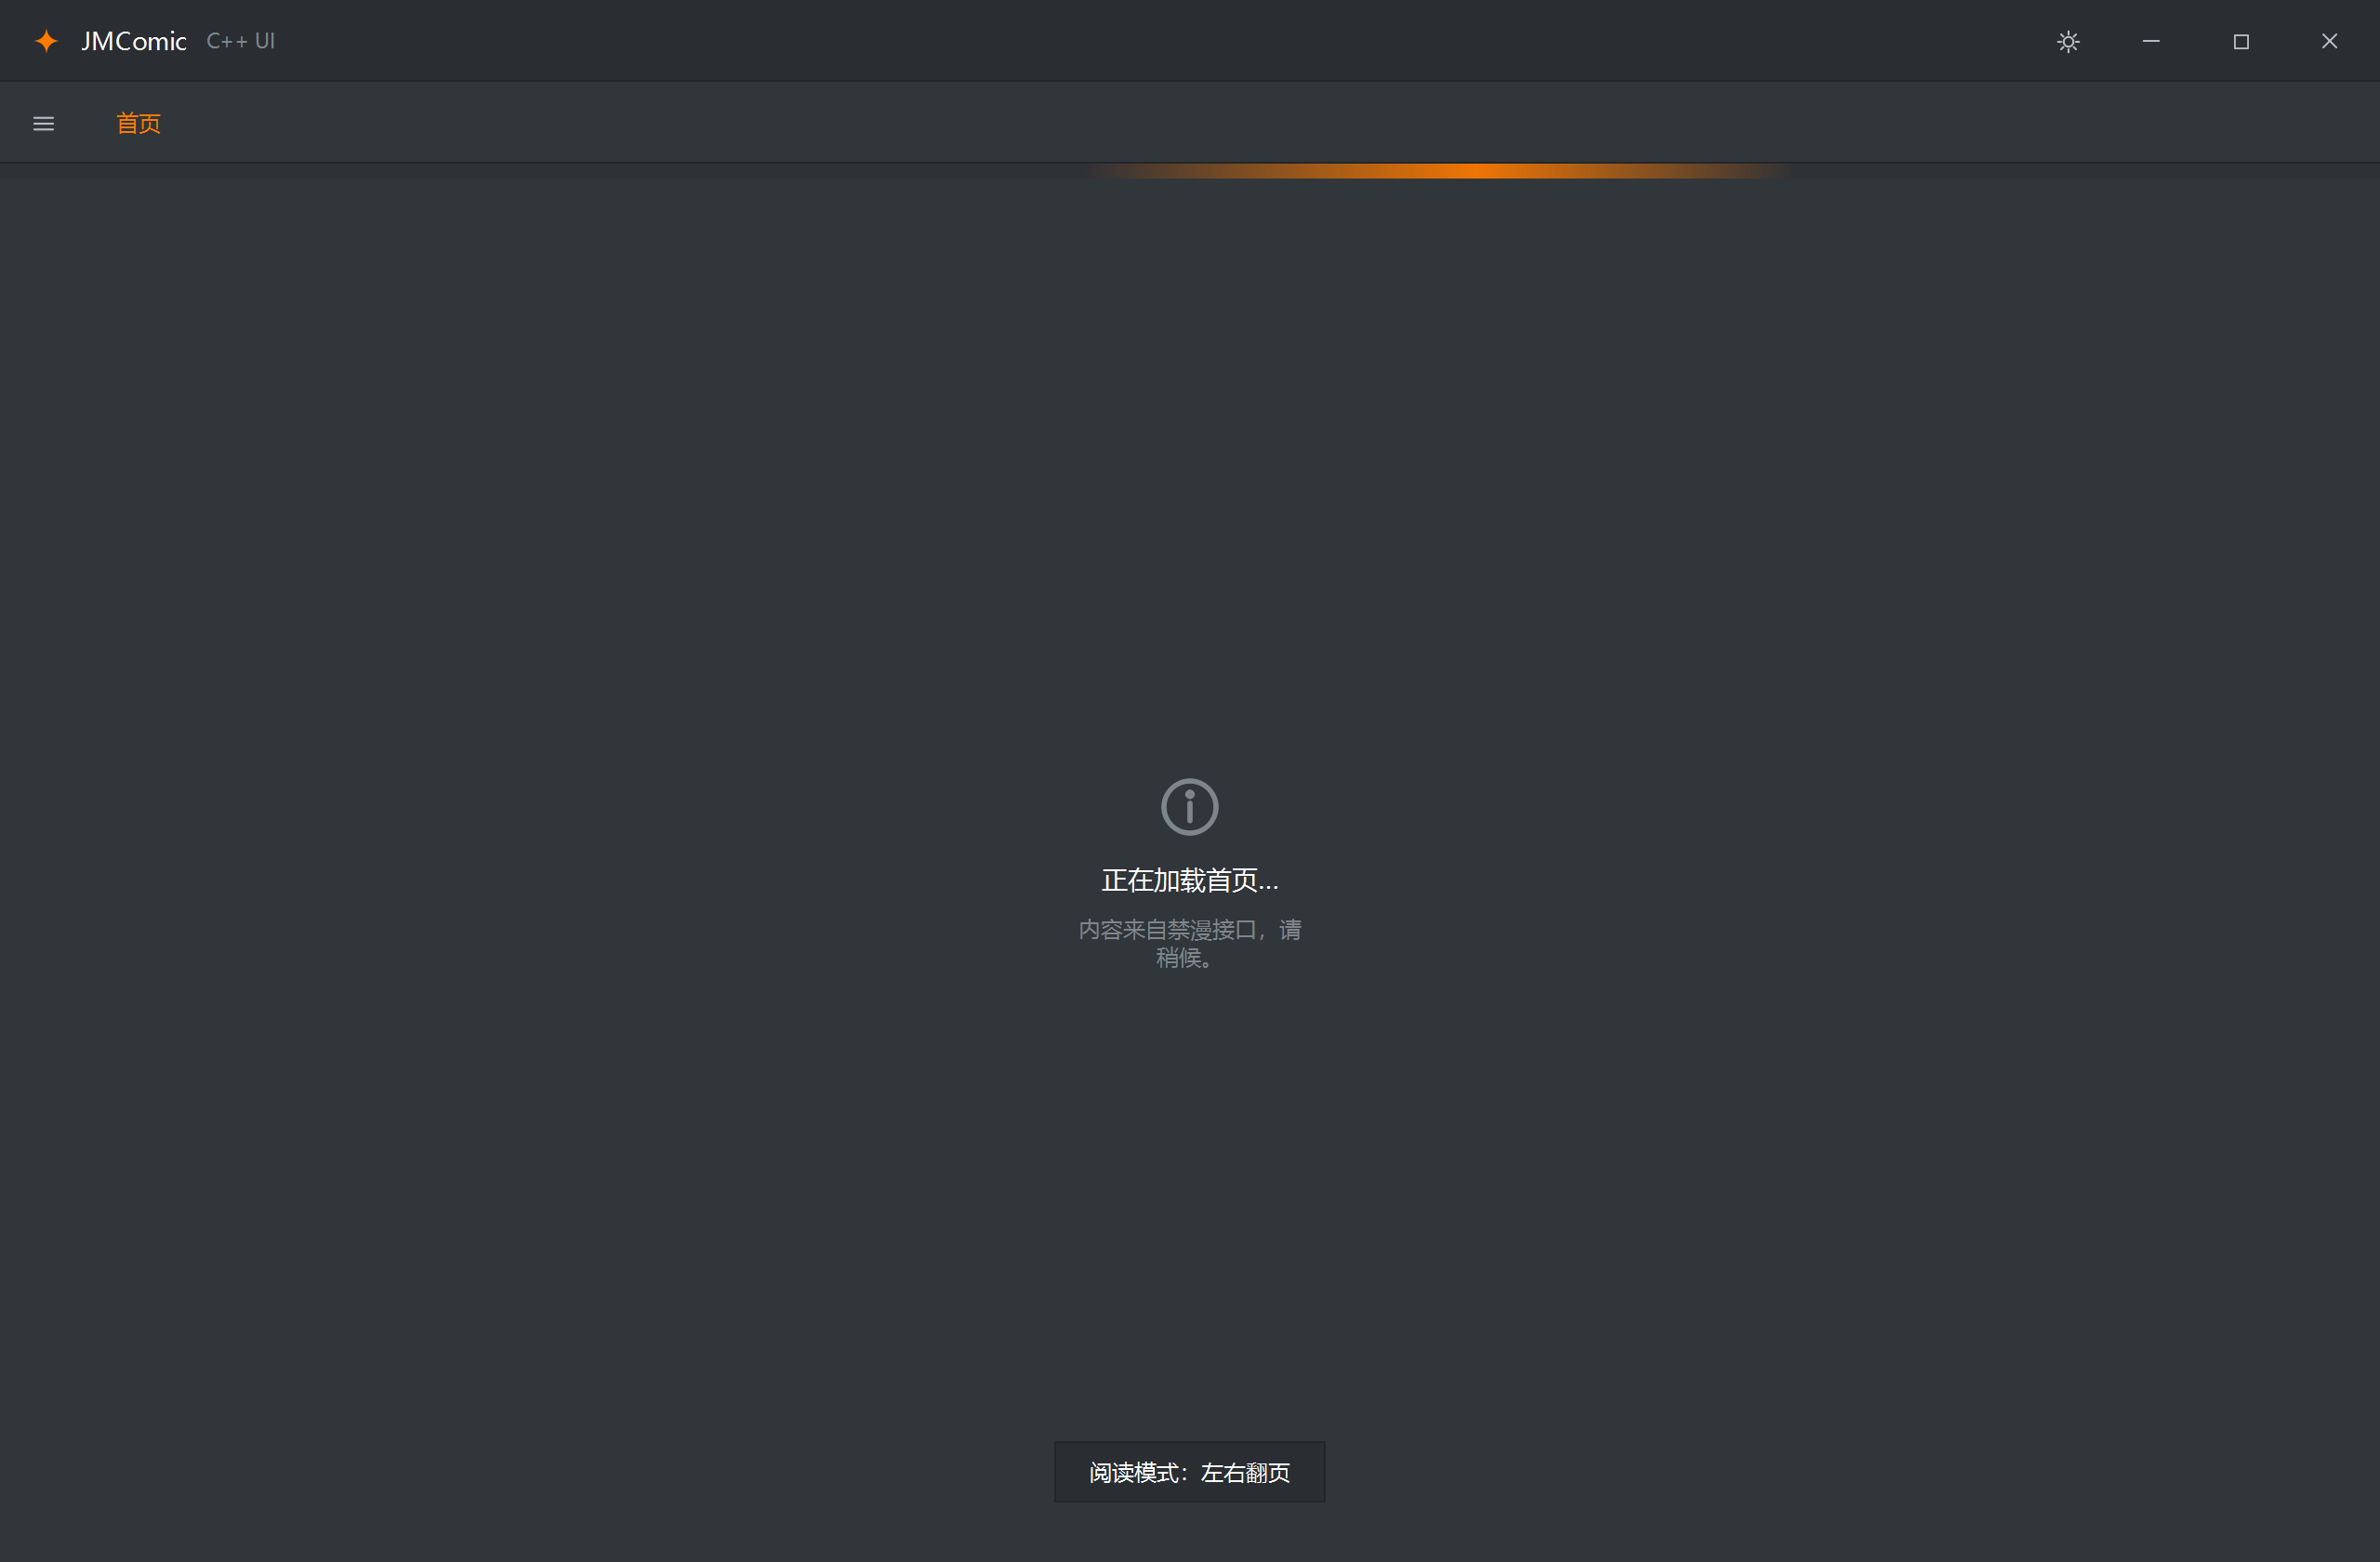 JMComic C++ UI
首页
正在加载首页...
内容来自禁漫接口，请
稍候。
阅读模式：左右翻页